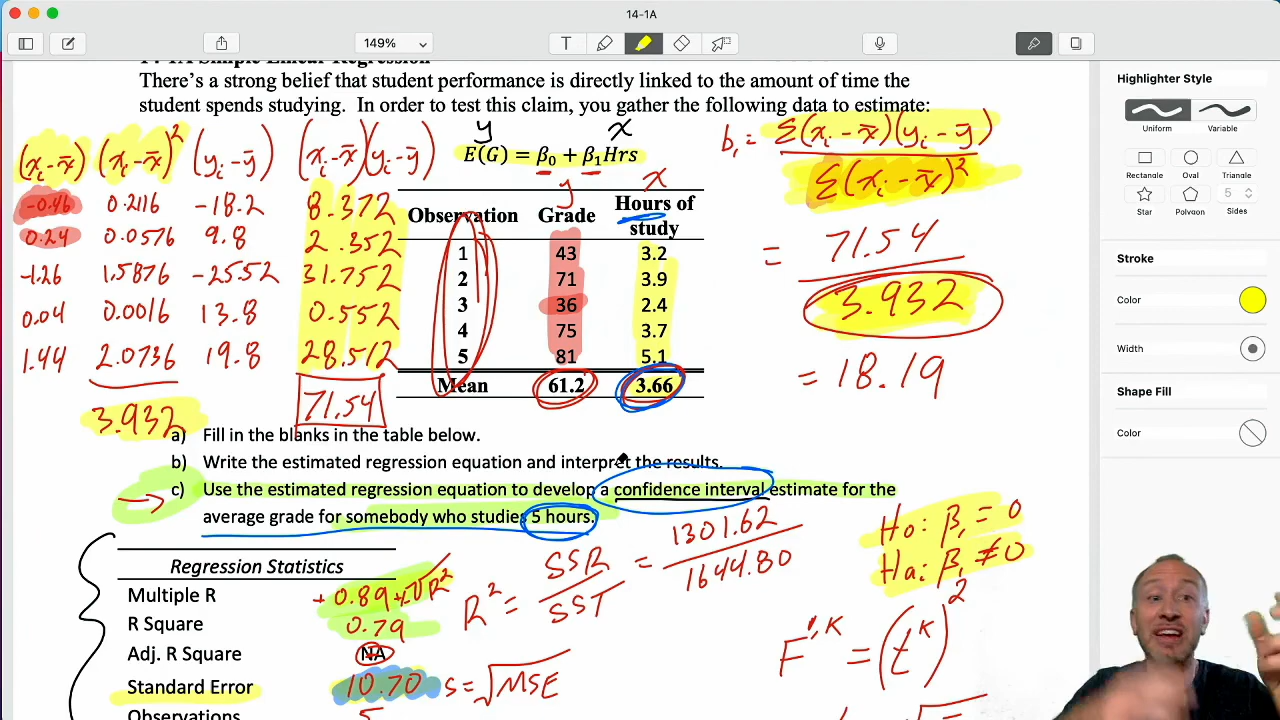 14-1A
149%
T
14-1A Simple Linear Regression
There's a strong belief that student performance is directly linked to the amount of time the
student spends studying. In order to test this claim, you gather the following data to estimate:
y x
E(G) = β₀ + β₁Hrs
(xᵢ-x̄) (xᵢ-x̄)² (yᵢ-ȳ) (xᵢ-x̄)(yᵢ-ȳ)
-0.46 0.2116 -18.2 8.372
0.24 0.0576 9.8 2.352
-1.26 1.5876 -25.52 31.752
0.04 0.0016 13.8 0.552
1.44 2.0736 19.8 28.512
3.932 71.54
y x
Observation Grade Hours of study
1 43 3.2
2 71 3.9
3 36 2.4
4 75 3.7
5 81 5.1
Mean 61.2 3.66
b₁ = Σ(xᵢ-x̄)(yᵢ-ȳ)
Σ(xᵢ-x̄)²
= 71.54
3.932
= 18.19
a) Fill in the blanks in the table below.
b) Write the estimated regression equation and interpret the results.
c) Use the estimated regression equation to develop a confidence interval estimate for the
average grade for somebody who studies 5 hours.
Regression Statistics
Multiple R + 0.89 +√R²
R Square 0.79
Adj. R Square NA
Standard Error 10.70 s = √MSE
Observations 5
R² = SSR = 1301.62
SST 1644.80
Ho: β₁ = 0
Ha: β₁ ≠ 0
F¹,ᴷ = (tᴷ)²
Highlighter Style
Uniform Variable
Rectangle Oval Triangle
Star Polygon 5 Sides
Stroke
Color
Width
Shape Fill
Color